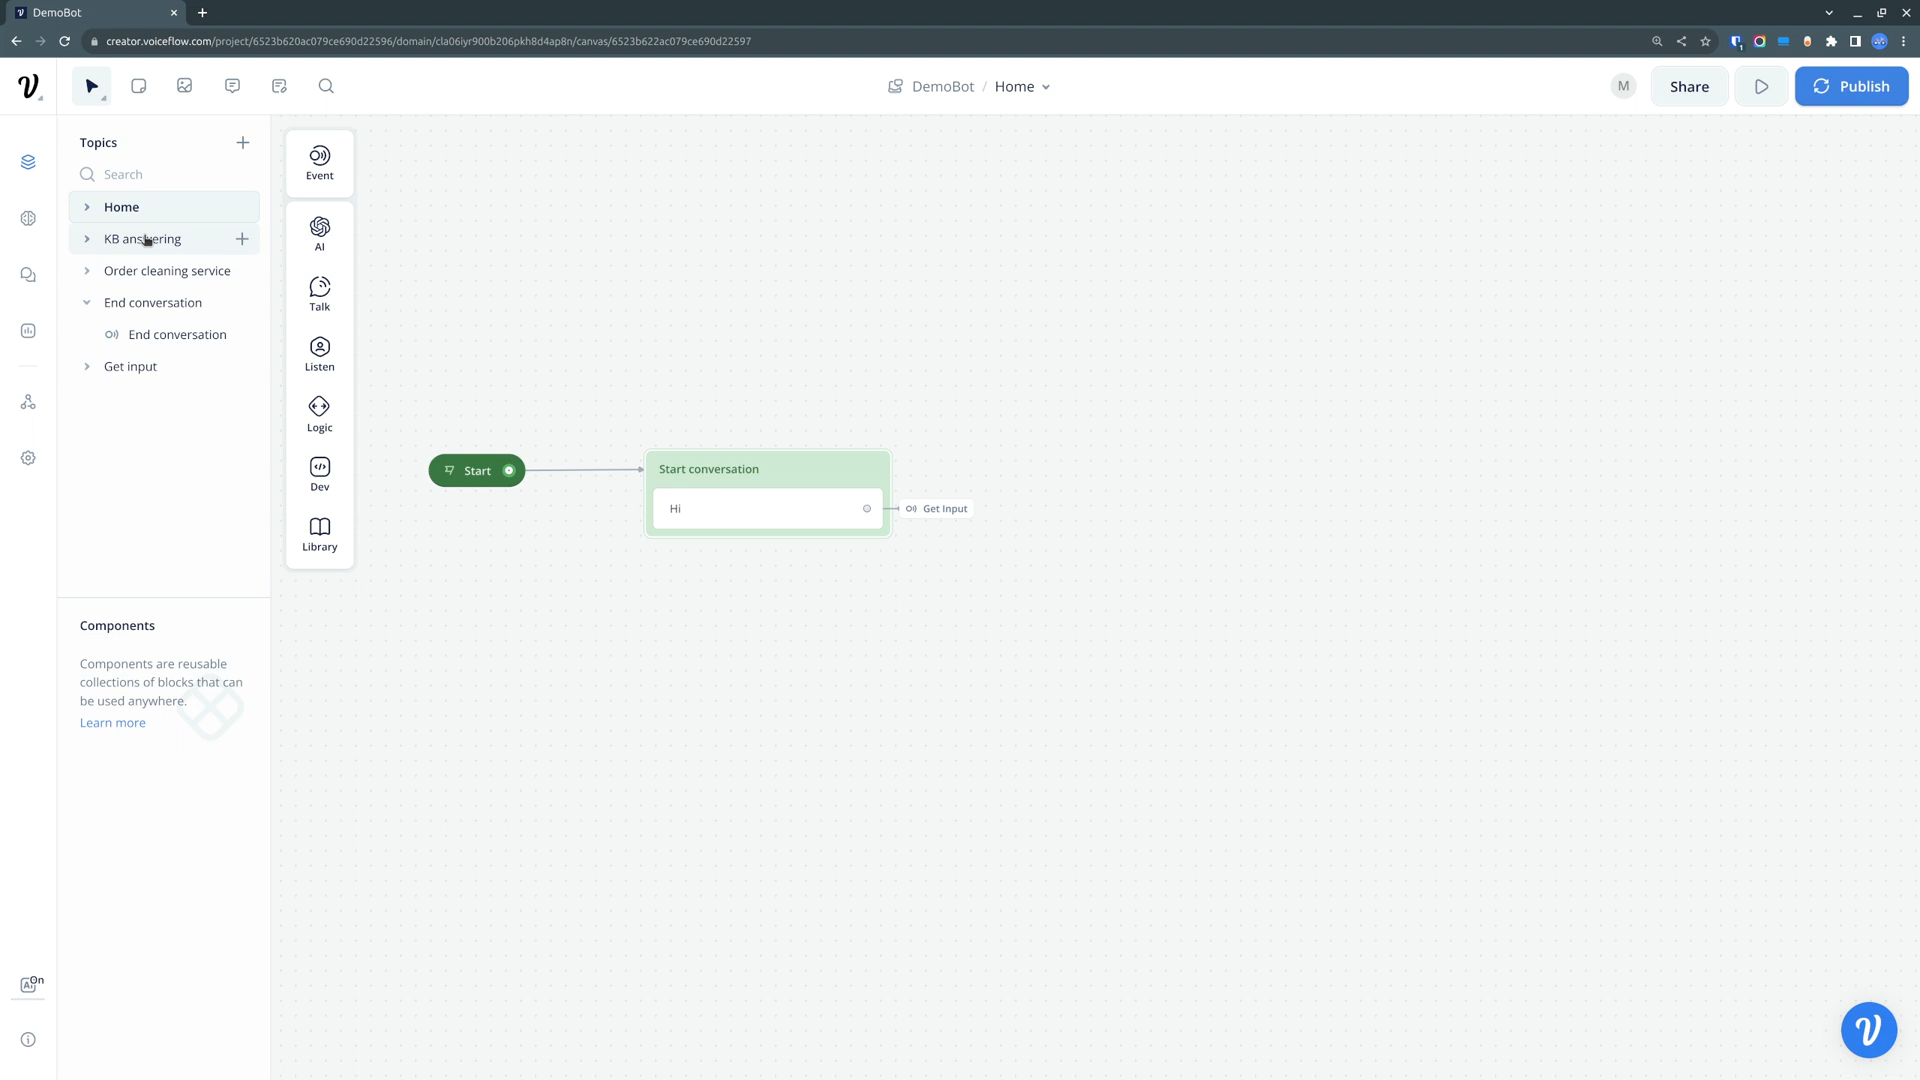 DemoBot
creator.voiceflow.com/project/6523b620ac079ce690d22596/domain/cla06iyr900b206pkh8d4ap8n/canvas/6523b622ac079ce690d22597
DemoBot / Home
M
Share
Publish
Topics
Search
Home
KB answering
Order cleaning service
End conversation
End conversation
Get input
Event
AI
Talk
Listen
Logic
Dev
Library
Start
Start conversation
Hi
Get Input
Components
Components are reusable
collections of blocks that can
be used anywhere.
Learn more
On